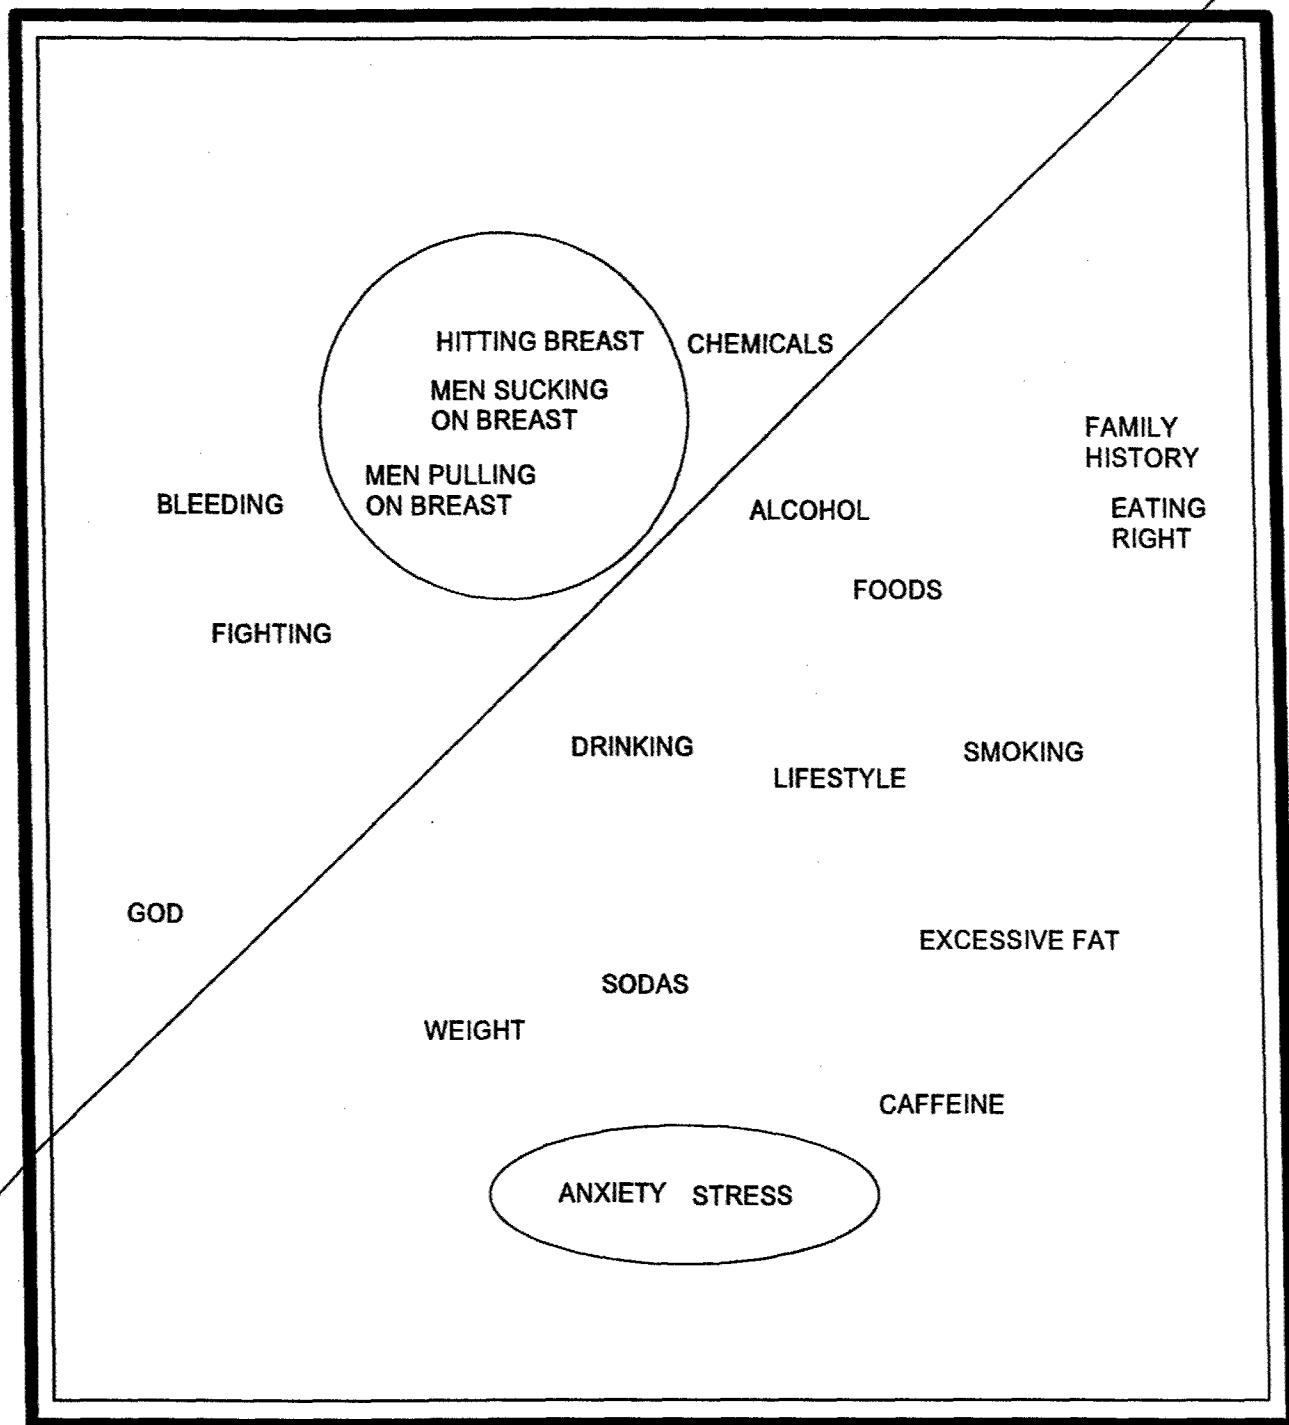 HITTING BREAST
CHEMICALS
MEN SUCKING
ON BREAST
FAMILY
HISTORY
MEN PULLING
ON BREAST
BLEEDING
ALCOHOL
EATING
RIGHT
FOODS
FIGHTING
DRINKING
LIFESTYLE
SMOKING
GOD
EXCESSIVE FAT
SODAS
WEIGHT
CAFFEINE
ANXIETY STRESS